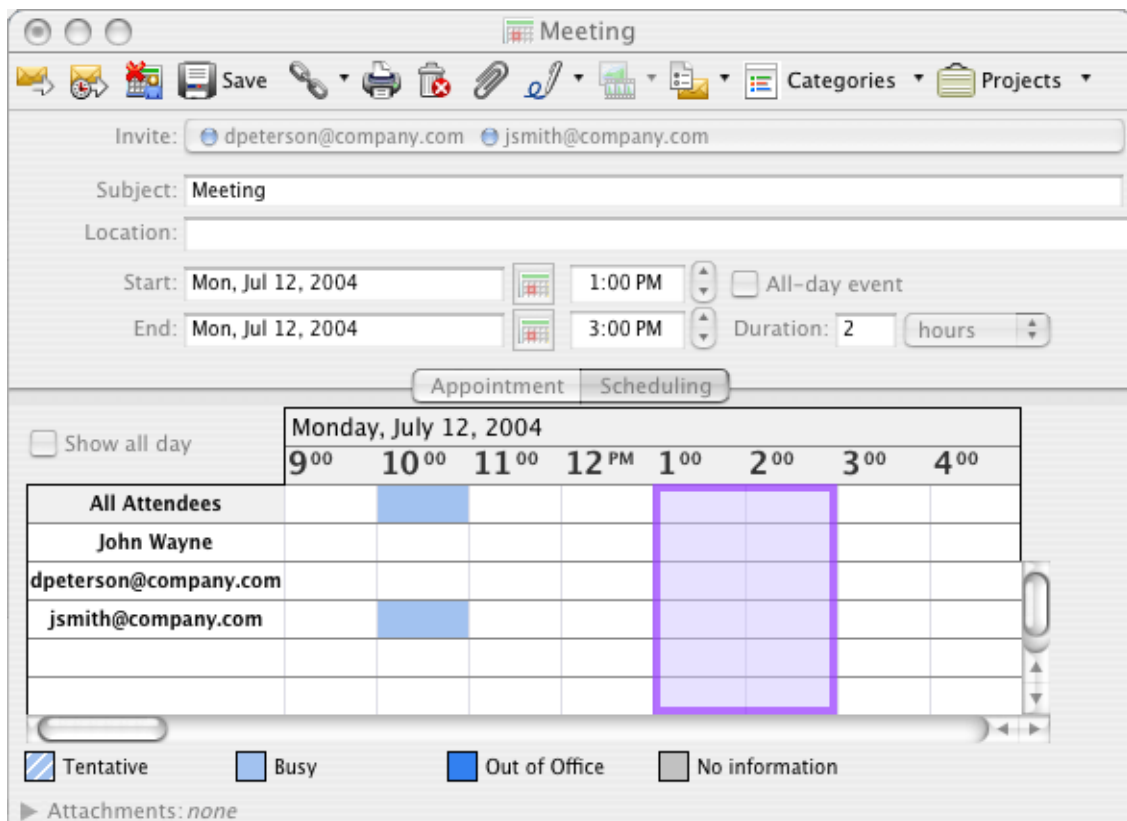 Meeting
Save Categories Projects
Invite: dpeterson@company.com jsmith@company.com
Subject: Meeting
Location:
Start: Mon, Jul 12, 2004 1:00 PM All-day event
End: Mon, Jul 12, 2004 3:00 PM Duration: 2 hours
Appointment Scheduling
Show all day Monday, July 12, 2004
9 00 10 00 11 00 12 PM 1 00 2 00 3 00 4 00
All Attendees
John Wayne
dpeterson@company.com
jsmith@company.com
Tentative Busy Out of Office No information
Attachments: none